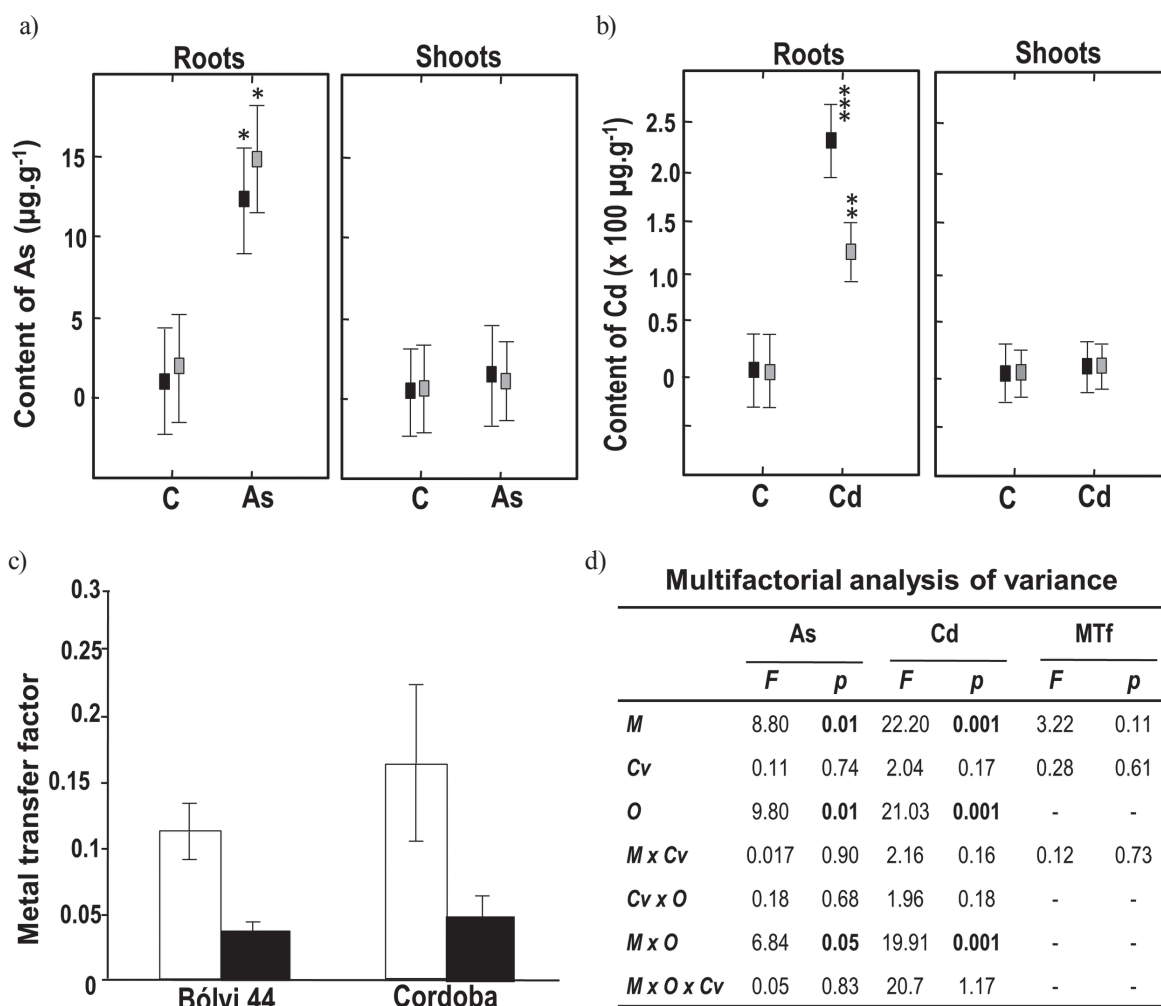 a)
Roots
Shoots
Content of As (µg.g⁻¹)
15
10
5
0
*
*
C
As
C
As
b)
Roots
Shoots
Content of Cd (x 100 µg.g⁻¹)
2.5
2.0
1.5
1.0
0.5
0
***
**
C
Cd
C
Cd
c)
Metal transfer factor
0.3
0.25
0.2
0.15
0.1
0.05
0
Bólvi 44
Cordoba
d)
Multifactorial analysis of variance
As Cd MTf
F p F p F p
M 8.80 0.01 22.20 0.001 3.22 0.11
Cv 0.11 0.74 2.04 0.17 0.28 0.61
O 9.80 0.01 21.03 0.001 - -
M x Cv 0.017 0.90 2.16 0.16 0.12 0.73
Cv x O 0.18 0.68 1.96 0.18 - -
M x O 6.84 0.05 19.91 0.001 - -
M x O x Cv 0.05 0.83 20.7 1.17 - -